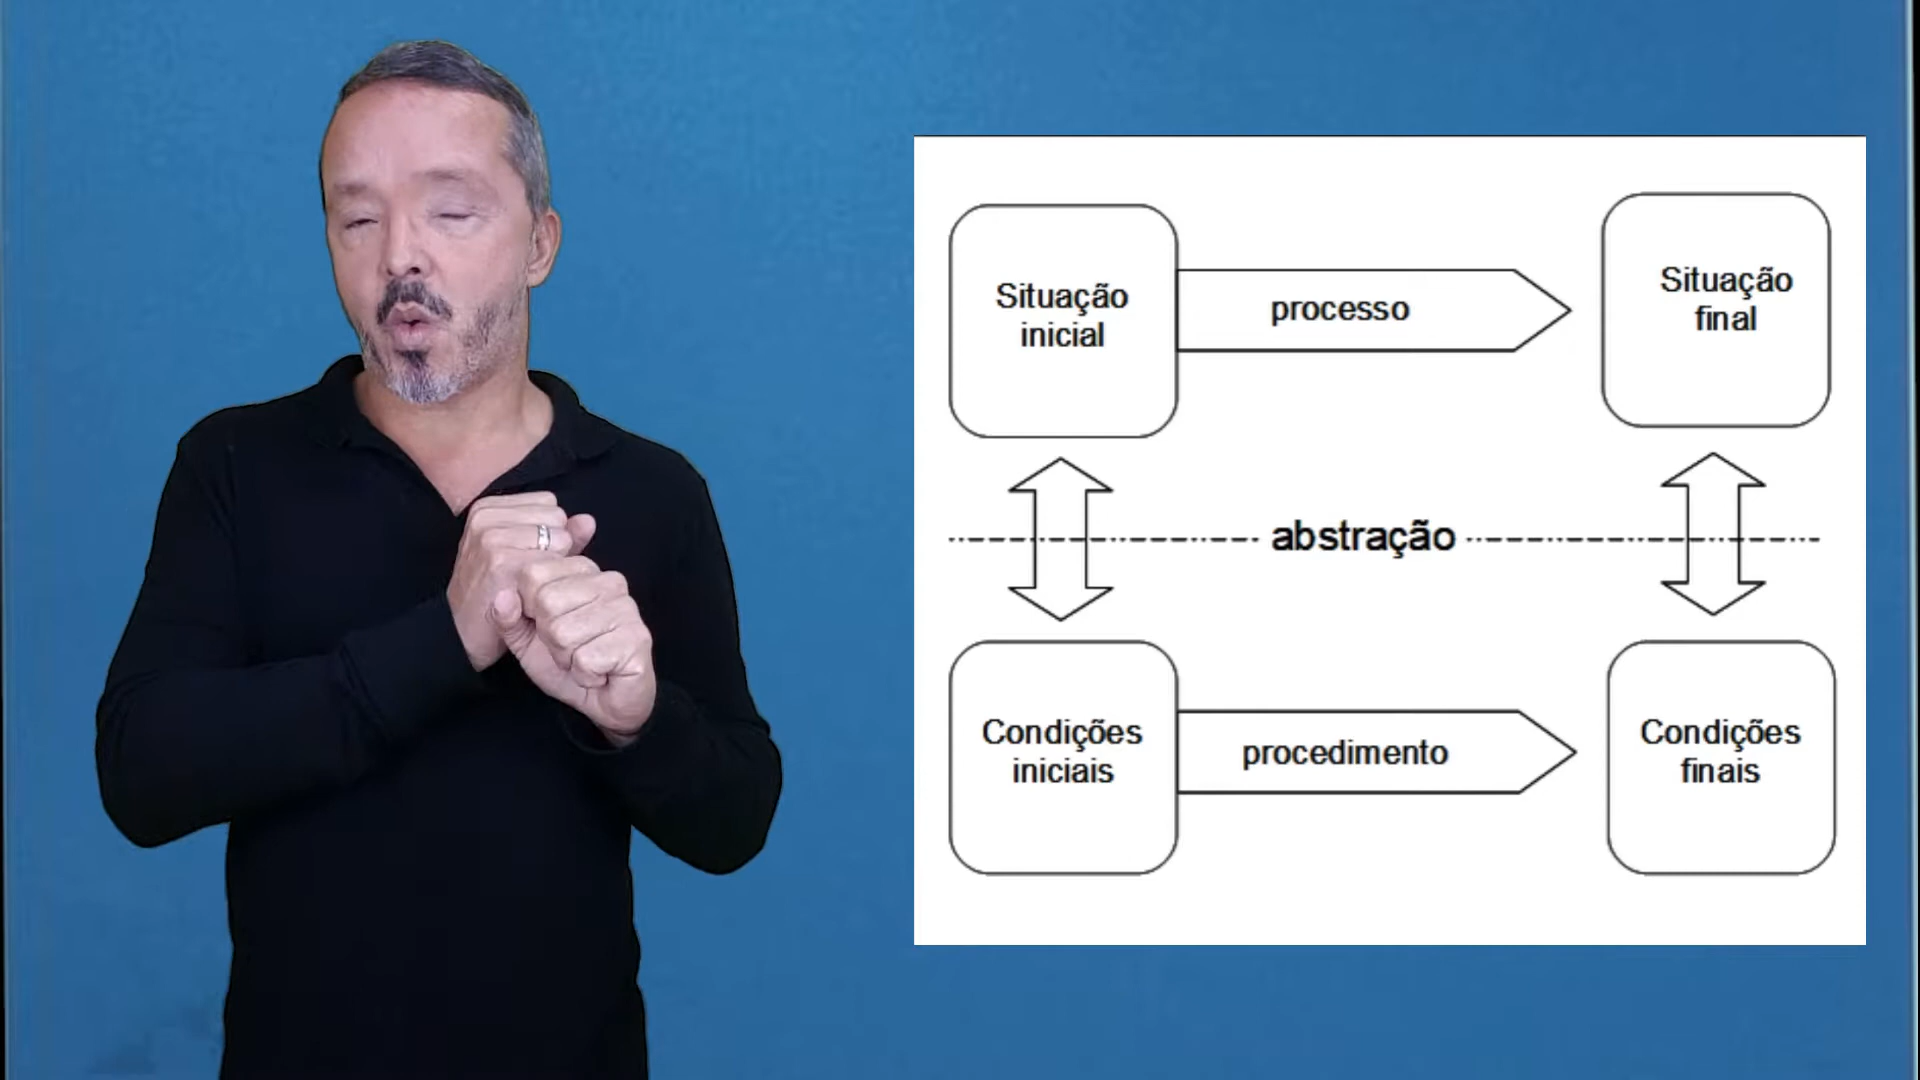 Situação
inicial
processo
Situação
final
abstração
Condições
iniciais
procedimento
Condições
finais